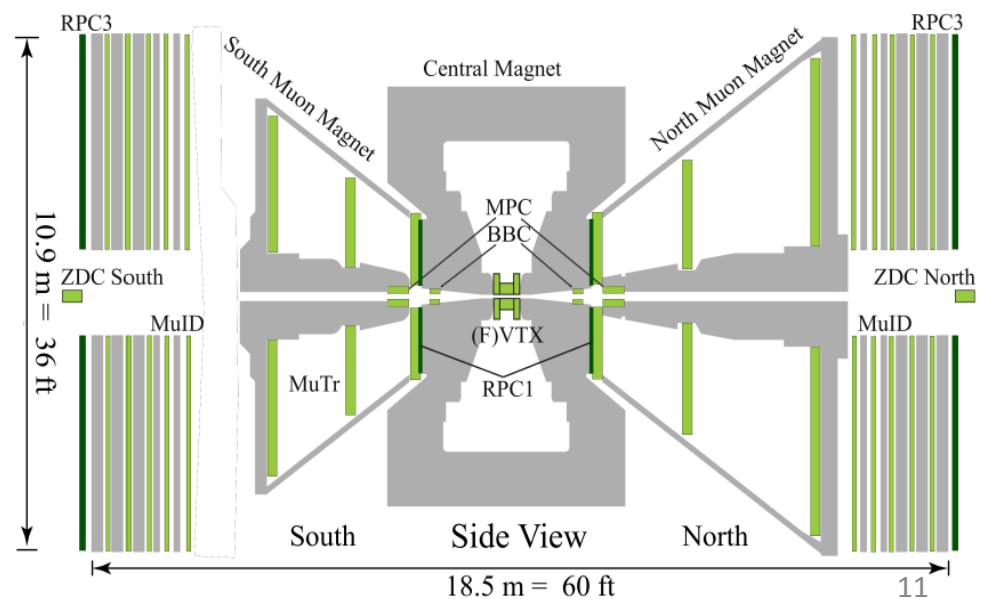 RPC3
RPC3
South Muon Magnet
Central Magnet
North Muon Magnet
MPC
BBC
10.9 m = 36 ft
ZDC South
ZDC North
MuID
(F)VTX
MuID
MuTr
RPC1
South
Side View
North
18.5 m = 60 ft
11